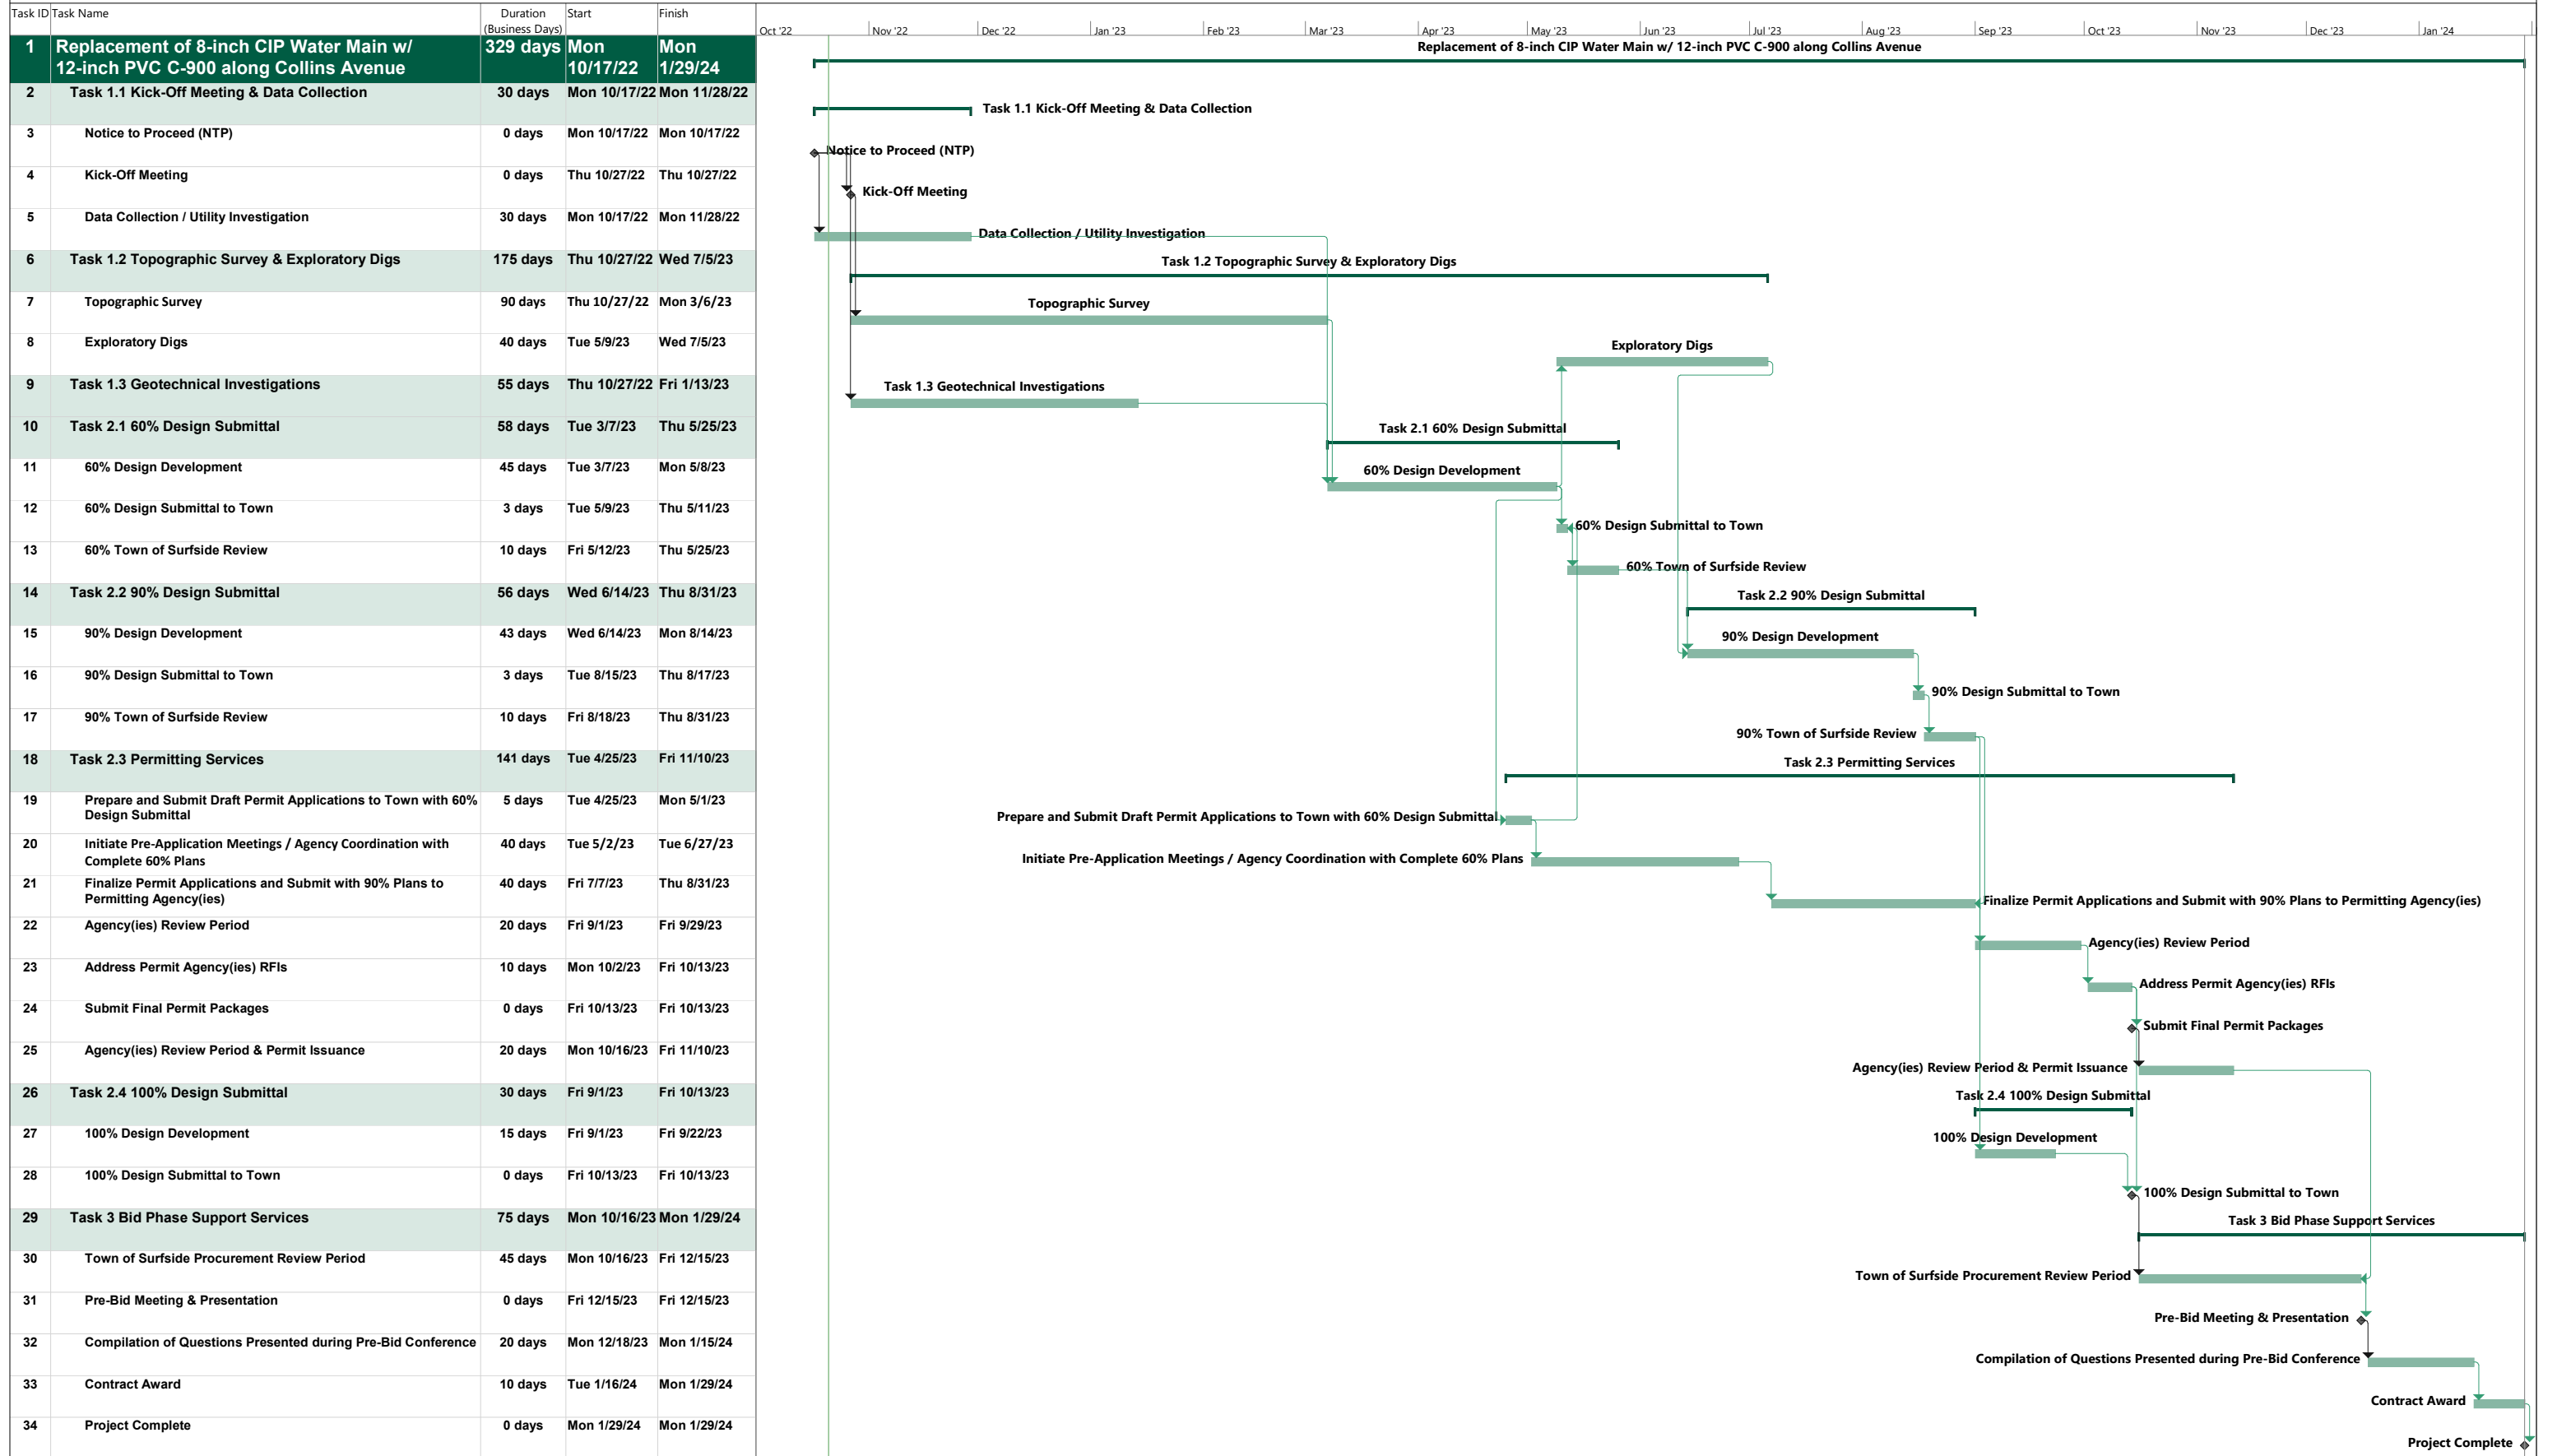 Task ID Task Name Duration Start Finish
(Business Days)
Oct '22 Nov '22 Dec '22 Jan '23 Feb '23 Mar '23 Apr '23 May '23 Jun '23 Jul '23 Aug '23 Sep '23 Oct '23 Nov '23 Dec '23 Jan '24
1 Replacement of 8-inch CIP Water Main w/ 329 days Mon Mon
12-inch PVC C-900 along Collins Avenue 10/17/22 1/29/24
Replacement of 8-inch CIP Water Main w/ 12-inch PVC C-900 along Collins Avenue
2 Task 1.1 Kick-Off Meeting & Data Collection 30 days Mon 10/17/22 Mon 11/28/22
Task 1.1 Kick-Off Meeting & Data Collection
3 Notice to Proceed (NTP) 0 days Mon 10/17/22 Mon 10/17/22
Notice to Proceed (NTP)
4 Kick-Off Meeting 0 days Thu 10/27/22 Thu 10/27/22
Kick-Off Meeting
5 Data Collection / Utility Investigation 30 days Mon 10/17/22 Mon 11/28/22
Data Collection / Utility Investigation
6 Task 1.2 Topographic Survey & Exploratory Digs 175 days Thu 10/27/22 Wed 7/5/23
Task 1.2 Topographic Survey & Exploratory Digs
7 Topographic Survey 90 days Thu 10/27/22 Mon 3/6/23
Topographic Survey
8 Exploratory Digs 40 days Tue 5/9/23 Wed 7/5/23
Exploratory Digs
9 Task 1.3 Geotechnical Investigations 55 days Thu 10/27/22 Fri 1/13/23
Task 1.3 Geotechnical Investigations
10 Task 2.1 60% Design Submittal 58 days Tue 3/7/23 Thu 5/25/23
Task 2.1 60% Design Submittal
11 60% Design Development 45 days Tue 3/7/23 Mon 5/8/23
60% Design Development
12 60% Design Submittal to Town 3 days Tue 5/9/23 Thu 5/11/23
60% Design Submittal to Town
13 60% Town of Surfside Review 10 days Fri 5/12/23 Thu 5/25/23
60% Town of Surfside Review
14 Task 2.2 90% Design Submittal 56 days Wed 6/14/23 Thu 8/31/23
Task 2.2 90% Design Submittal
15 90% Design Development 43 days Wed 6/14/23 Mon 8/14/23
90% Design Development
16 90% Design Submittal to Town 3 days Tue 8/15/23 Thu 8/17/23
90% Design Submittal to Town
17 90% Town of Surfside Review 10 days Fri 8/18/23 Thu 8/31/23
90% Town of Surfside Review
18 Task 2.3 Permitting Services 141 days Tue 4/25/23 Fri 11/10/23
Task 2.3 Permitting Services
19 Prepare and Submit Draft Permit Applications to Town with 60% 5 days Tue 4/25/23 Mon 5/1/23
Design Submittal
Prepare and Submit Draft Permit Applications to Town with 60% Design Submittal
20 Initiate Pre-Application Meetings / Agency Coordination with 40 days Tue 5/2/23 Tue 6/27/23
Complete 60% Plans
Initiate Pre-Application Meetings / Agency Coordination with Complete 60% Plans
21 Finalize Permit Applications and Submit with 90% Plans to 40 days Fri 7/7/23 Thu 8/31/23
Permitting Agency(ies)
Finalize Permit Applications and Submit with 90% Plans to Permitting Agency(ies)
22 Agency(ies) Review Period 20 days Fri 9/1/23 Fri 9/29/23
Agency(ies) Review Period
23 Address Permit Agency(ies) RFIs 10 days Mon 10/2/23 Fri 10/13/23
Address Permit Agency(ies) RFIs
24 Submit Final Permit Packages 0 days Fri 10/13/23 Fri 10/13/23
Submit Final Permit Packages
25 Agency(ies) Review Period & Permit Issuance 20 days Mon 10/16/23 Fri 11/10/23
Agency(ies) Review Period & Permit Issuance
26 Task 2.4 100% Design Submittal 30 days Fri 9/1/23 Fri 10/13/23
Task 2.4 100% Design Submittal
27 100% Design Development 15 days Fri 9/1/23 Fri 9/22/23
100% Design Development
28 100% Design Submittal to Town 0 days Fri 10/13/23 Fri 10/13/23
100% Design Submittal to Town
29 Task 3 Bid Phase Support Services 75 days Mon 10/16/23 Mon 1/29/24
Task 3 Bid Phase Support Services
30 Town of Surfside Procurement Review Period 45 days Mon 10/16/23 Fri 12/15/23
Town of Surfside Procurement Review Period
31 Pre-Bid Meeting & Presentation 0 days Fri 12/15/23 Fri 12/15/23
Pre-Bid Meeting & Presentation
32 Compilation of Questions Presented during Pre-Bid Conference 20 days Mon 12/18/23 Mon 1/15/24
Compilation of Questions Presented during Pre-Bid Conference
33 Contract Award 10 days Tue 1/16/24 Mon 1/29/24
Contract Award
34 Project Complete 0 days Mon 1/29/24 Mon 1/29/24
Project Complete